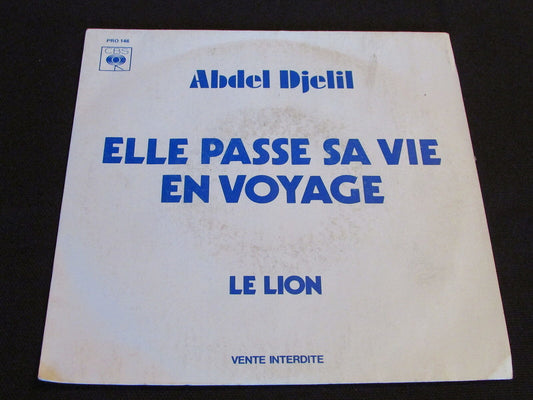 PRO 146
CBS
Abdel Djelil
ELLE PASSE SA VIE
EN VOYAGE
LE LION
VENTE INTERDITE